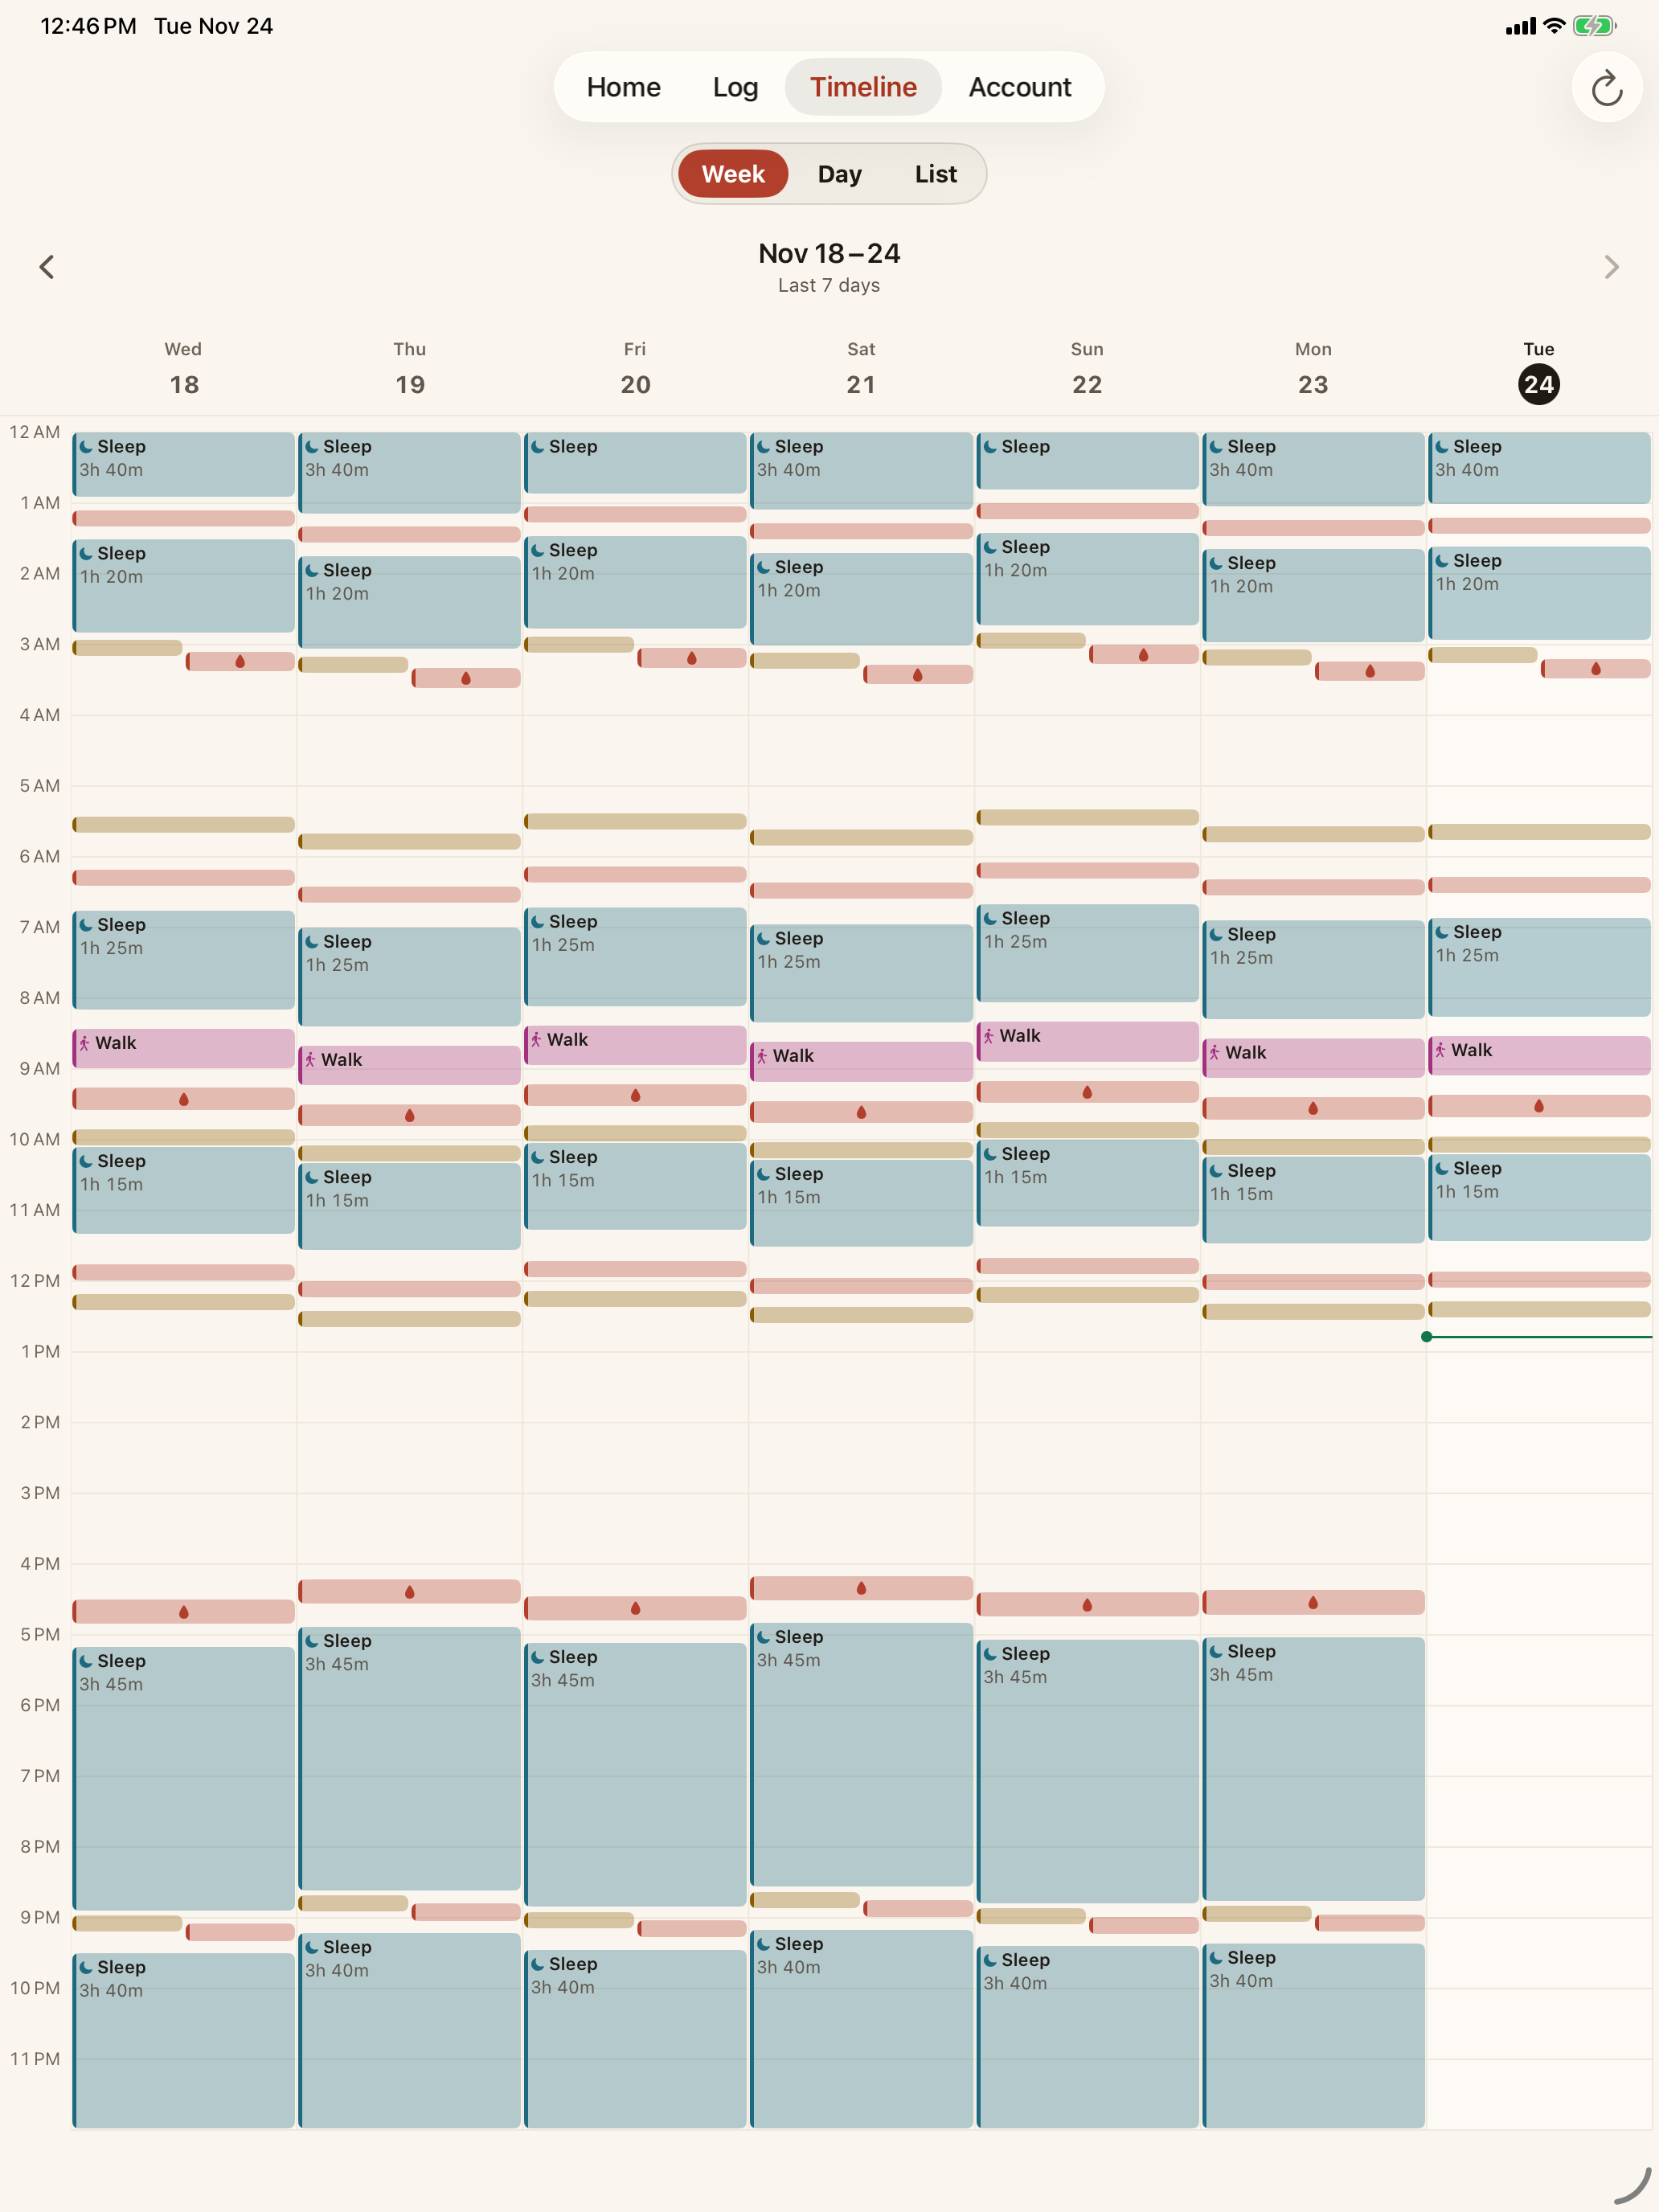 12:46 PM Tue Nov 24
Home Log Timeline Account
Week Day List
Nov 18–24
Last 7 days
Wed Thu Fri Sat Sun Mon Tue
18 19 20 21 22 23 24
12 AM
Sleep Sleep Sleep Sleep Sleep Sleep Sleep
3h 40m 3h 40m 3h 40m 3h 40m 3h 40m
1 AM
Sleep Sleep Sleep Sleep Sleep Sleep Sleep
1h 20m 1h 20m 1h 20m 1h 20m 1h 20m 1h 20m 1h 20m
2 AM
3 AM
4 AM
5 AM
6 AM
7 AM
Sleep Sleep Sleep Sleep Sleep Sleep Sleep
1h 25m 1h 25m 1h 25m 1h 25m 1h 25m 1h 25m 1h 25m
8 AM
Walk Walk Walk Walk Walk Walk Walk
9 AM
10 AM
Sleep Sleep Sleep Sleep Sleep Sleep Sleep
1h 15m 1h 15m 1h 15m 1h 15m 1h 15m 1h 15m 1h 15m
11 AM
12 PM
1 PM
2 PM
3 PM
4 PM
5 PM
Sleep Sleep Sleep Sleep Sleep Sleep
3h 45m 3h 45m 3h 45m 3h 45m 3h 45m 3h 45m
6 PM
7 PM
8 PM
9 PM
Sleep Sleep Sleep Sleep Sleep Sleep
3h 40m 3h 40m 3h 40m 3h 40m 3h 40m 3h 40m
10 PM
11 PM